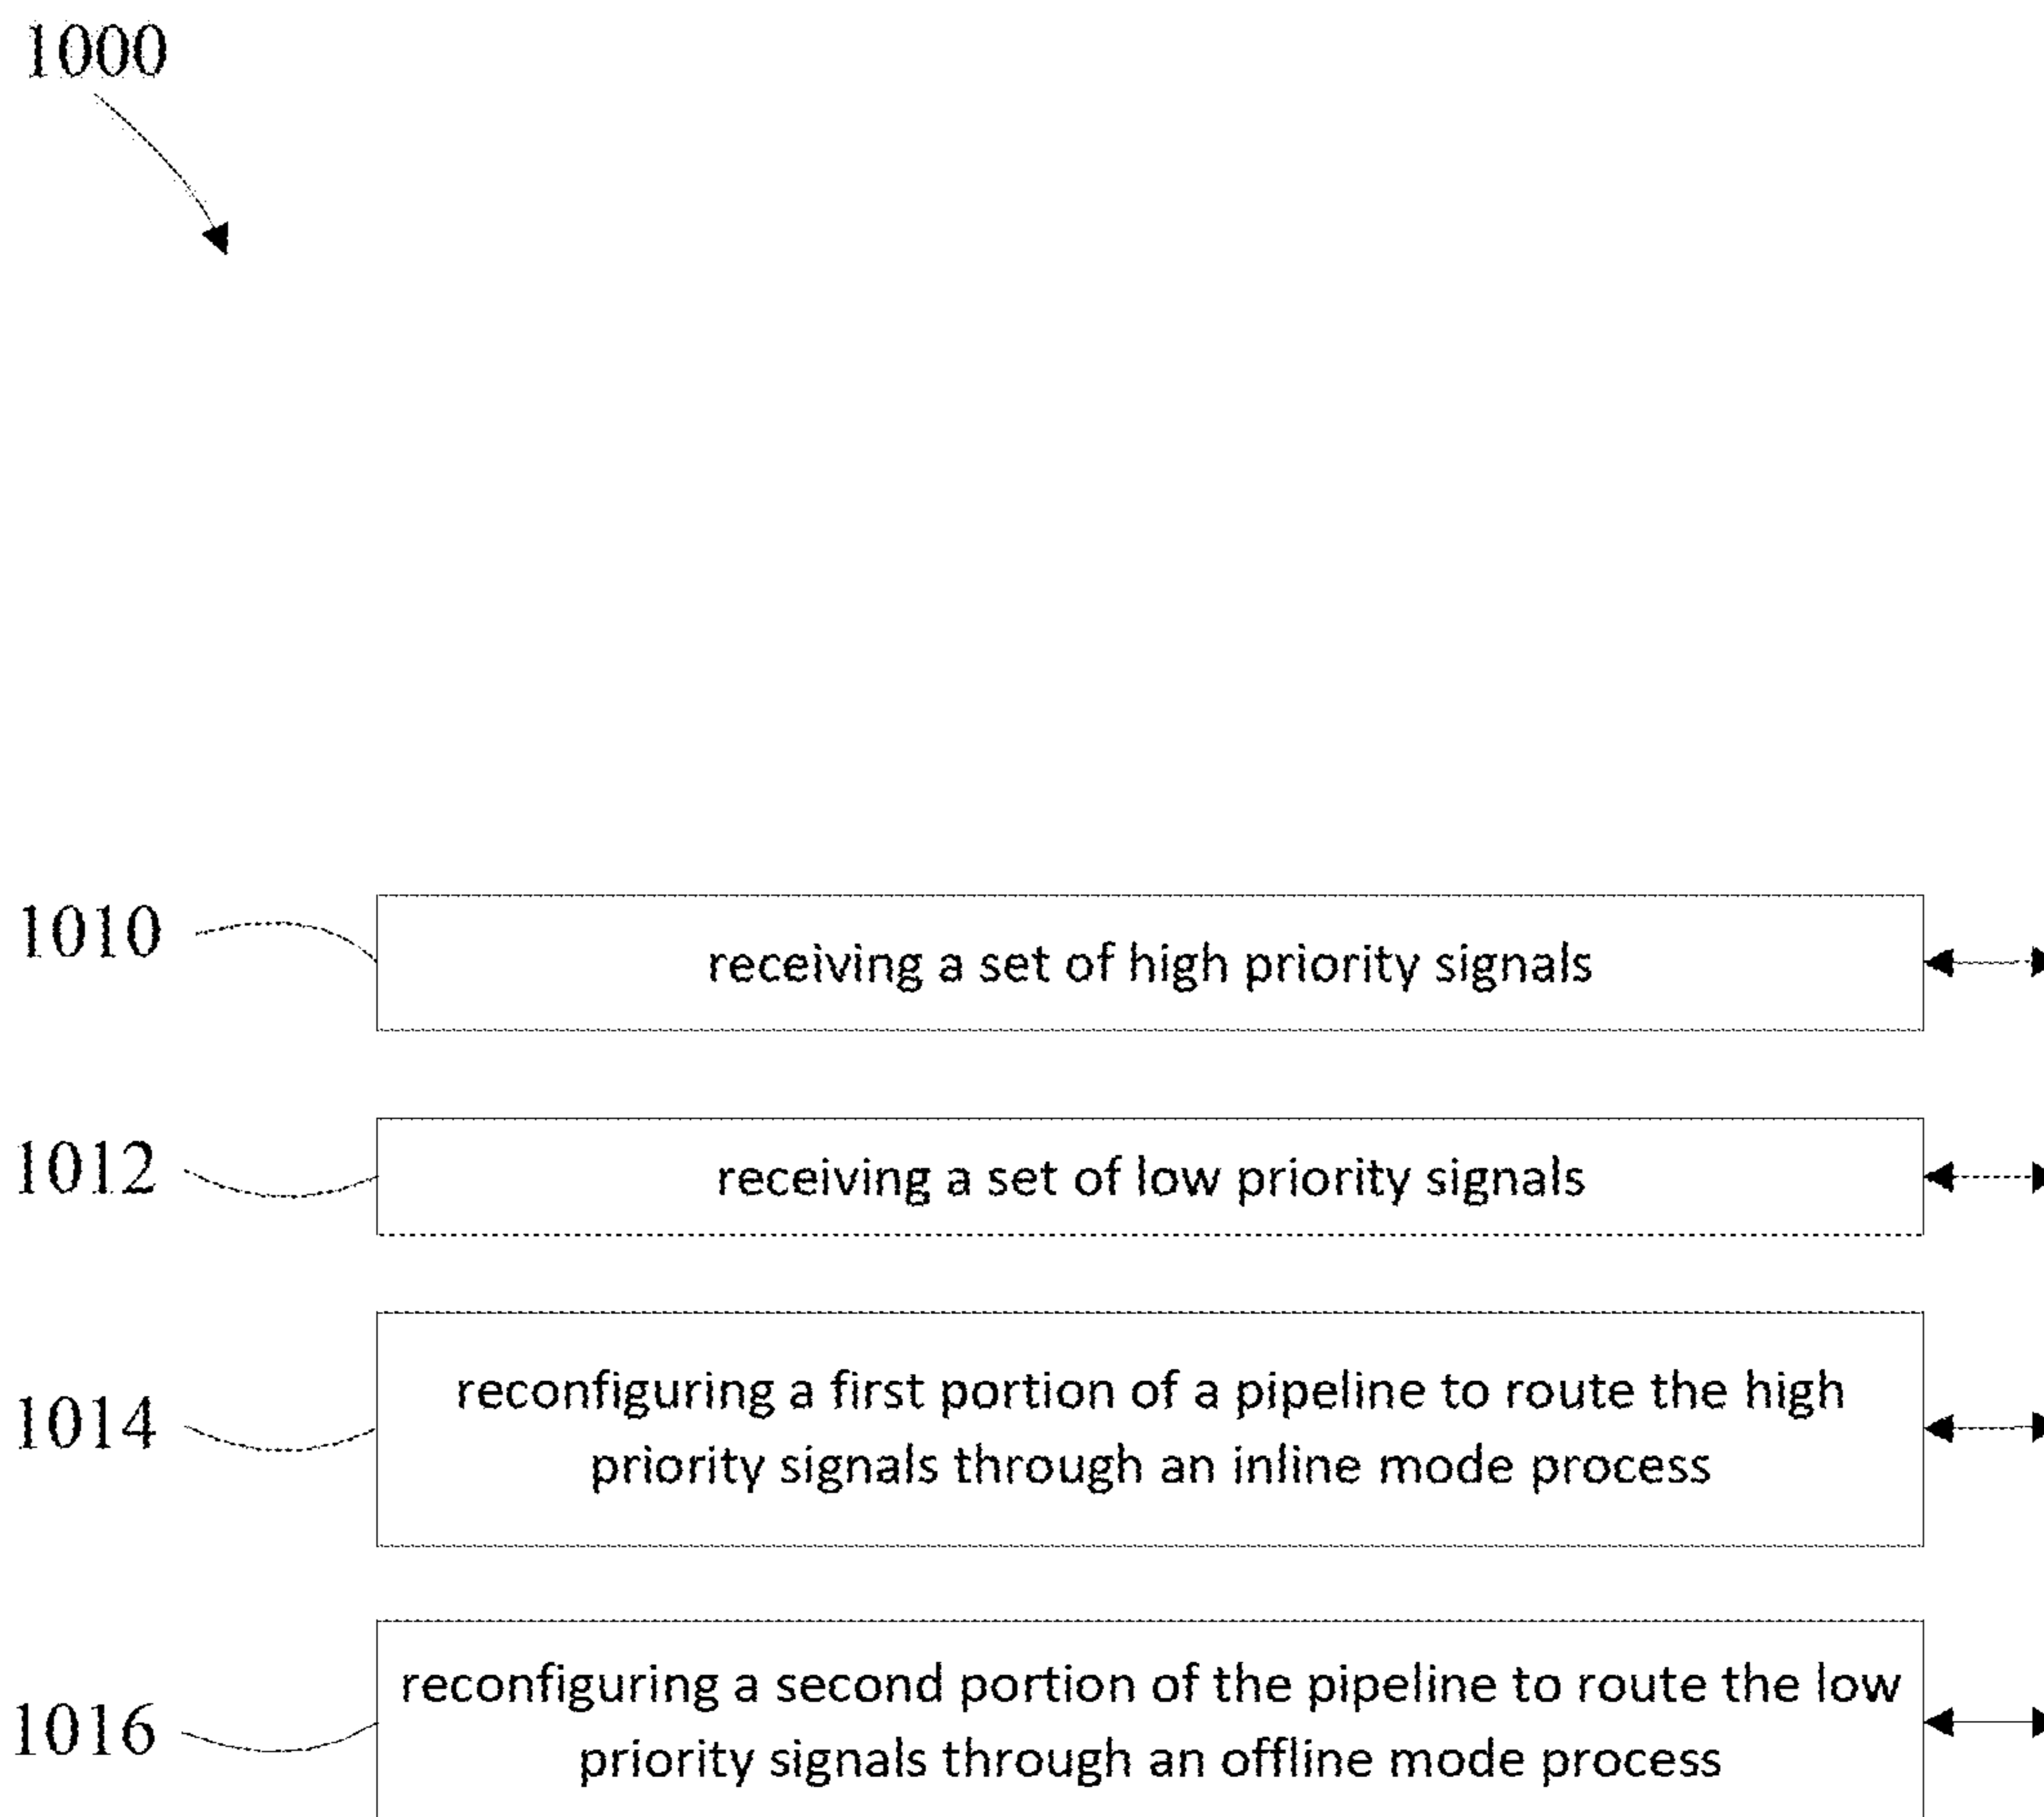 1000
1010
receiving a set of high priority signals
1012
receiving a set of low priority signals
1014
reconfiguring a first portion of a pipeline to route the high
priority signals through an inline mode process
1016
reconfiguring a second portion of the pipeline to route the low
priority signals through an offline mode process